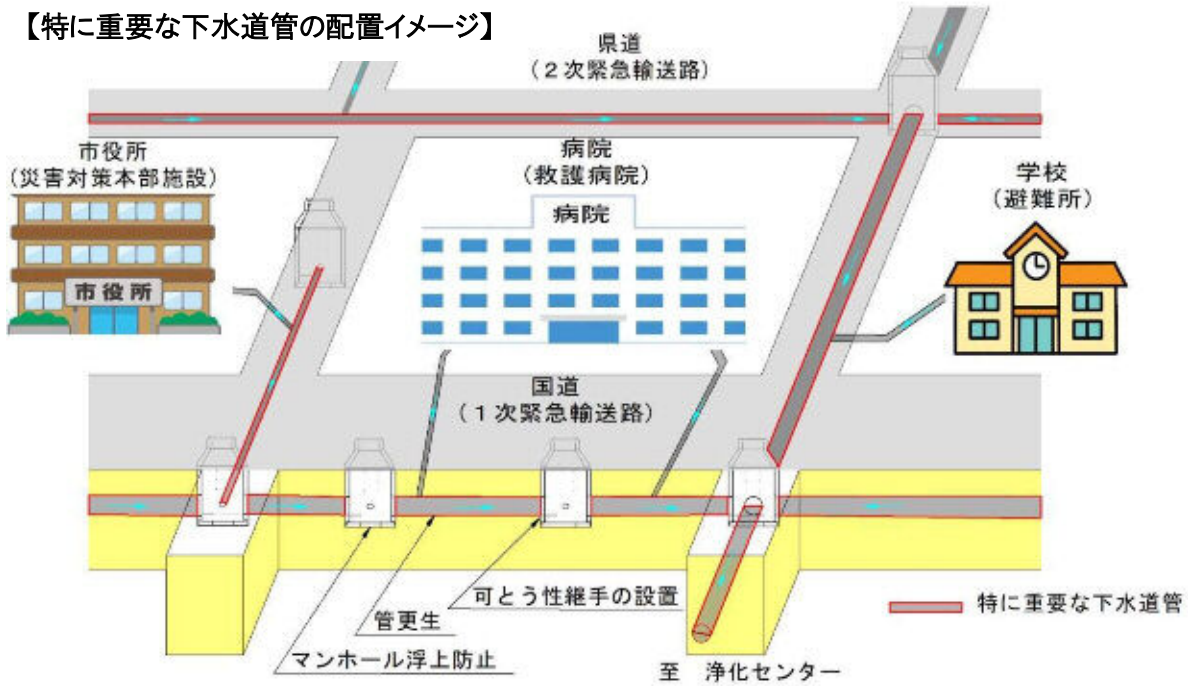 【特に重要な下水道管の配置イメージ】
県道
（２次緊急輸送路）
市役所
(災害対策本部施設)
病院
(救護病院)
学校
(避難所)
病院
市役所
国道
（１次緊急輸送路）
可とう性継手の設置
管更生
マンホール浮上防止
特に重要な下水道管
至　浄化センター